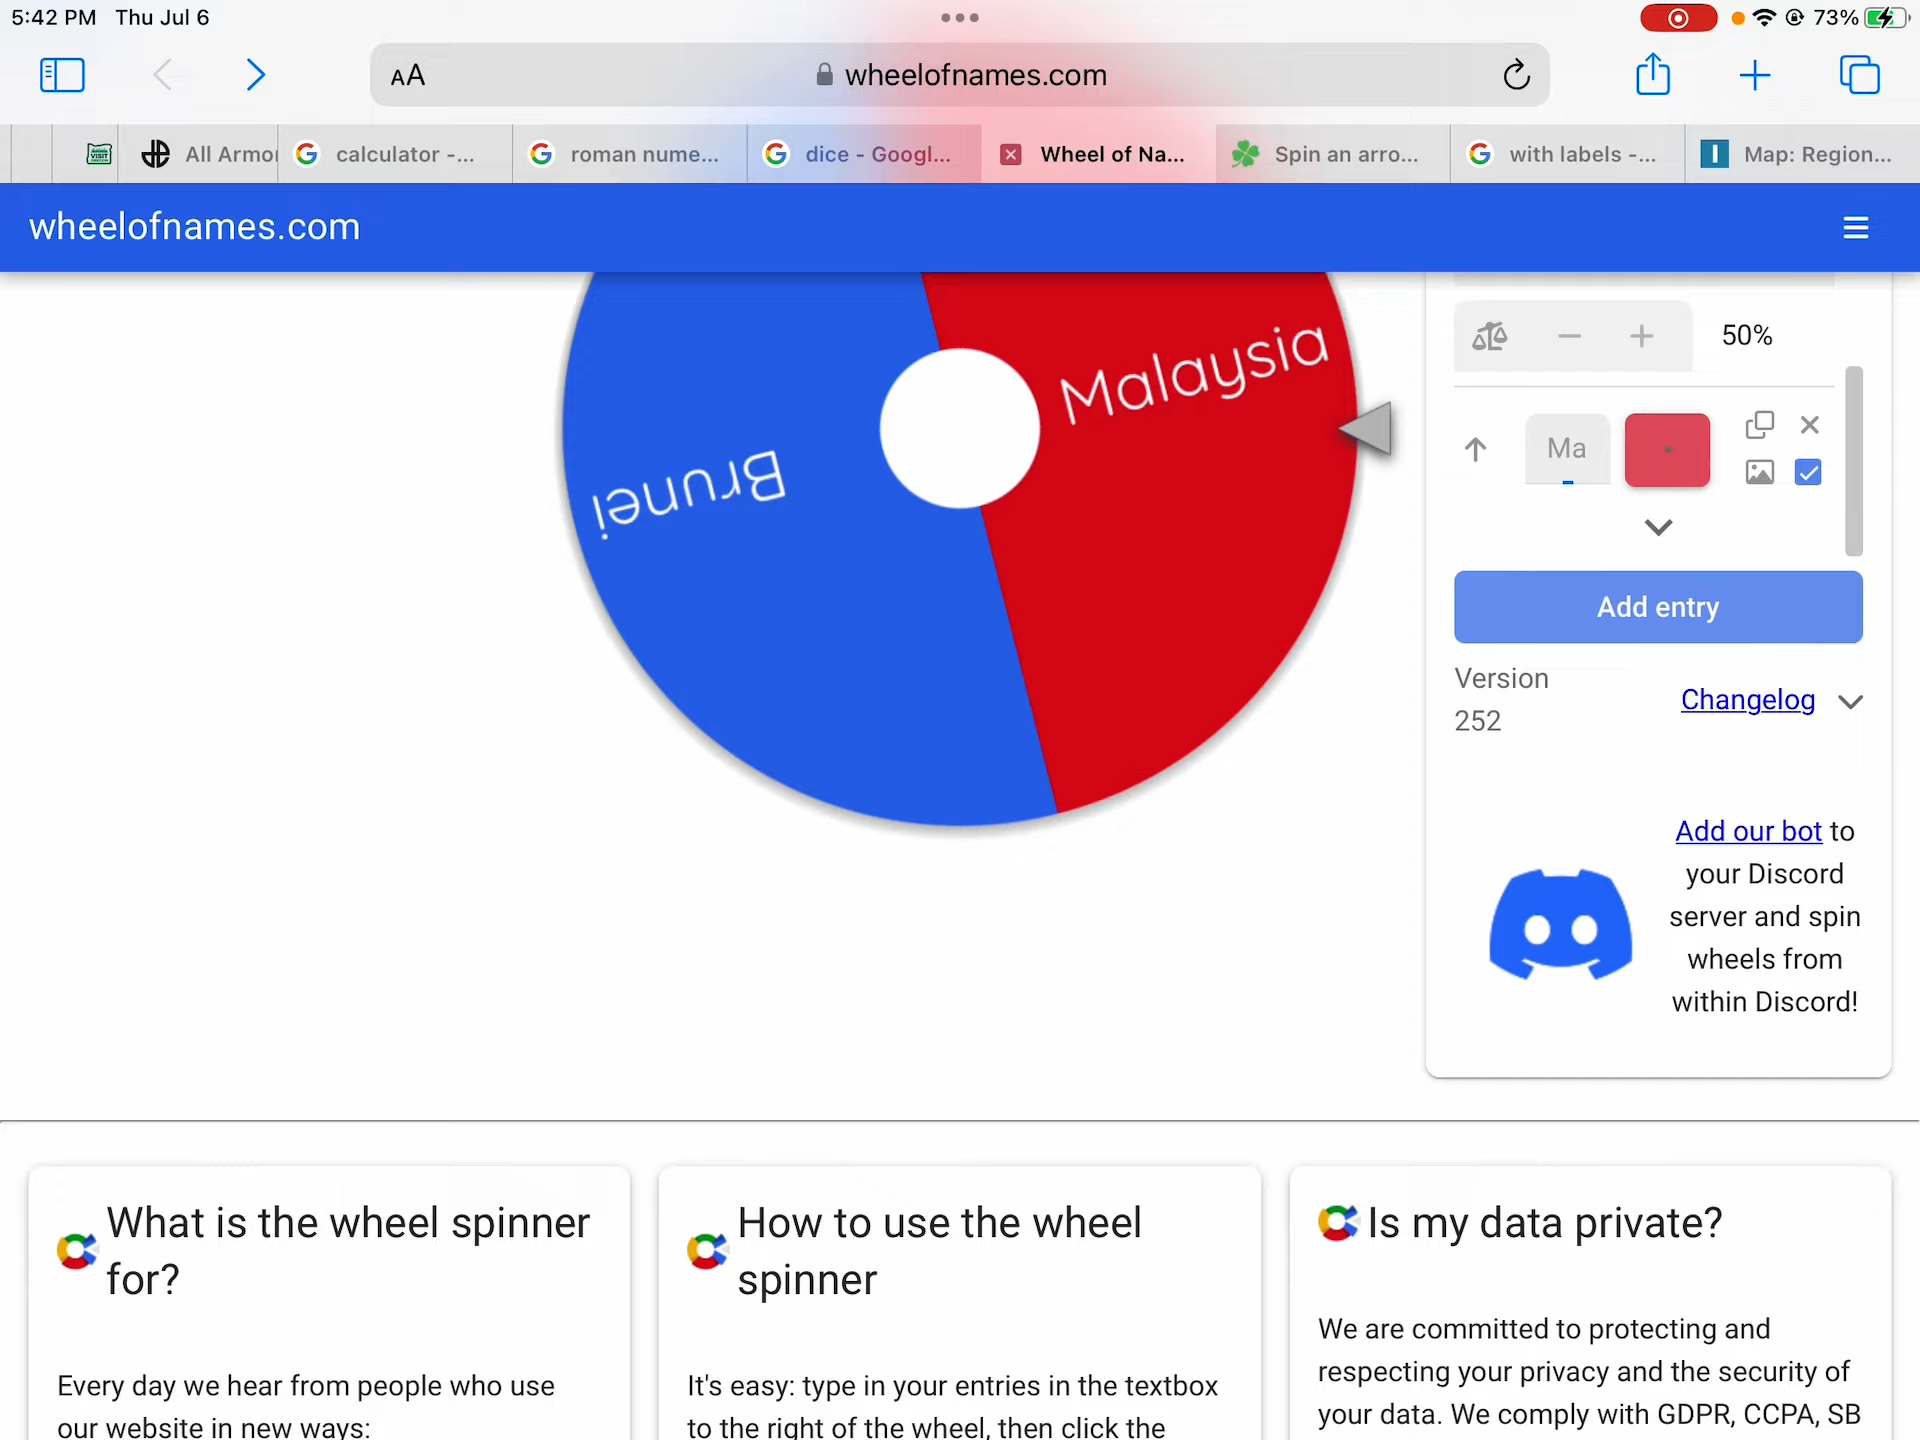 5:42 PM Thu Jul 6
73%
AA
wheelofnames.com
VISIT
All Armor
calculator -...
roman nume...
dice - Googl...
Wheel of Na...
Spin an arro...
with labels -...
I
Map: Region...
wheelofnames.com
Malaysia
Brunei
50%
Ma
Add entry
Version
252
Changelog
Add our bot to
your Discord
server and spin
wheels from
within Discord!
What is the wheel spinner
for?
Every day we hear from people who use
our website in new ways:
How to use the wheel
spinner
It's easy: type in your entries in the textbox
to the right of the wheel, then click the
Is my data private?
We are committed to protecting and
respecting your privacy and the security of
your data. We comply with GDPR, CCPA, SB